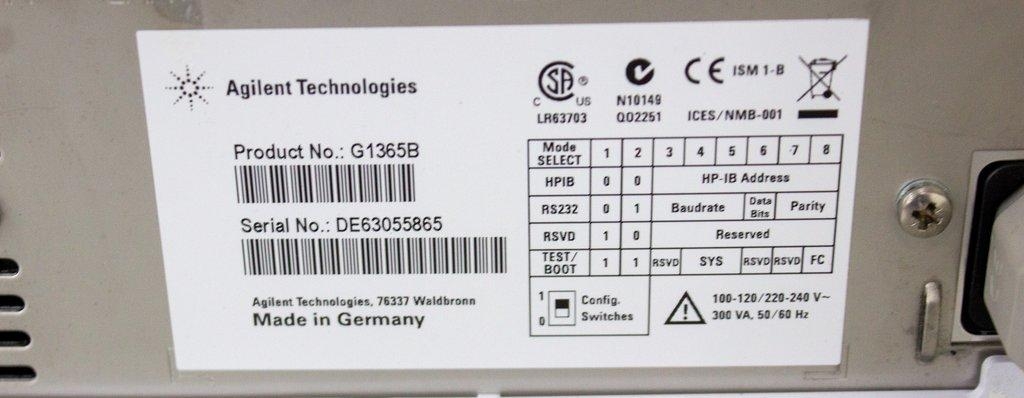 Agilent Technologies
Product No.: G1365B
Serial No.: DE63055865
Agilent Technologies, 76337 Waldbronn
Made in Germany
SA ®
C US
LR63703
N10149
Q02251
CE ISM 1-B
ICES/NMB-001
Mode SELECT 1 2 3 4 5 6 7 8
HPIB 0 0 HP-IB Address
RS232 0 1 Baudrate Data Bits Parity
RSVD 1 0 Reserved
TEST/ BOOT 1 1 RSVD SYS RSVD RSVD FC
1
0
Config.
Switches
100-120/220-240 V~
300 VA, 50/60 Hz